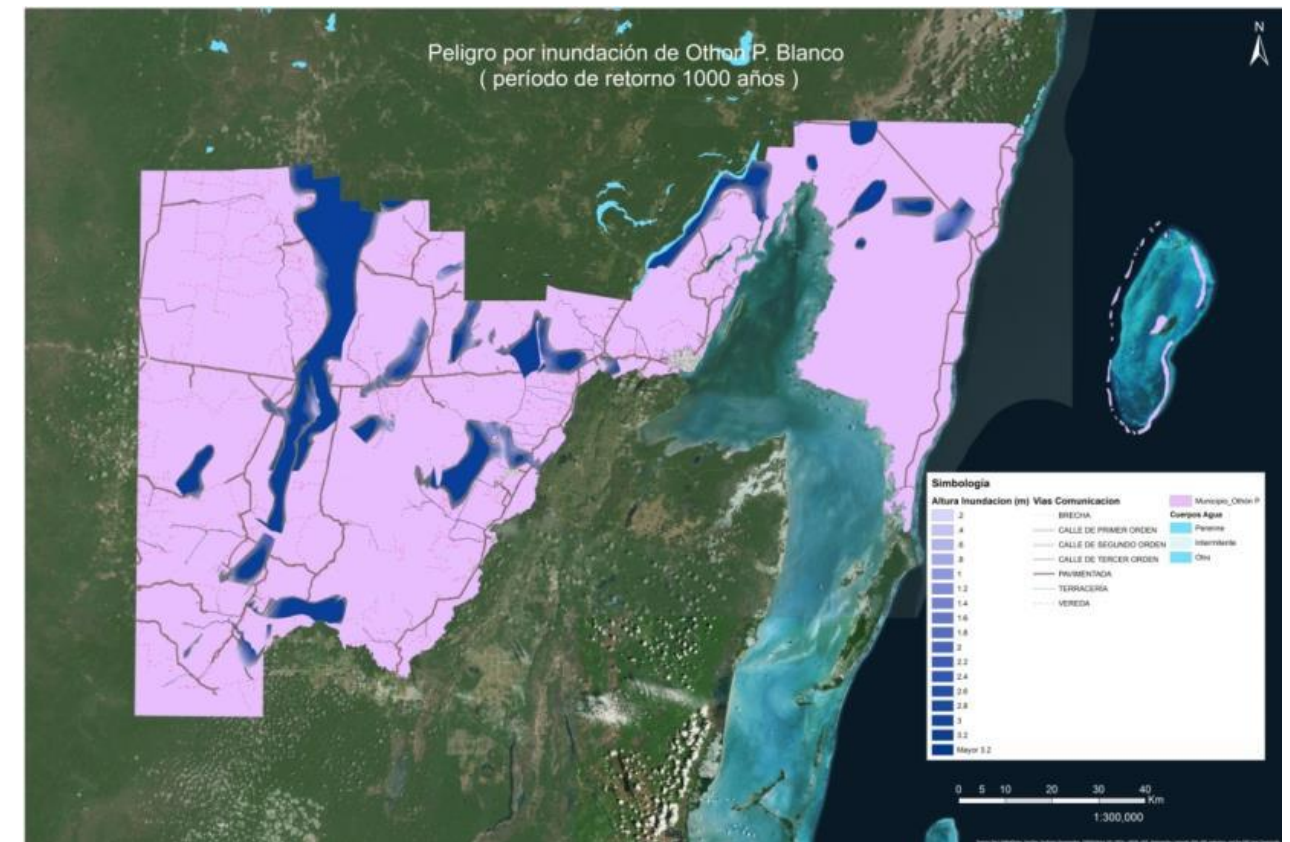 Peligro por inundación de Othon P. Blanco
( período de retorno 1000 años )
N
Simbología
Altura Inundacion (m)
.2
.4
.6
.8
1
1.2
1.4
1.6
1.8
2
2.2
2.4
2.6
2.8
3
3.2
Mayor 3.2
Vias Comunicacion
BRECHA
CALLE DE PRIMER ORDEN
CALLE DE SEGUNDO ORDEN
CALLE DE TERCER ORDEN
PAVIMENTADA
TERRACERÍA
VEREDA
Municipio_Othón P
Cuerpos Agua
Perenne
Intermitente
Otro
0 5 10 20 30 40
Km
1:300,000